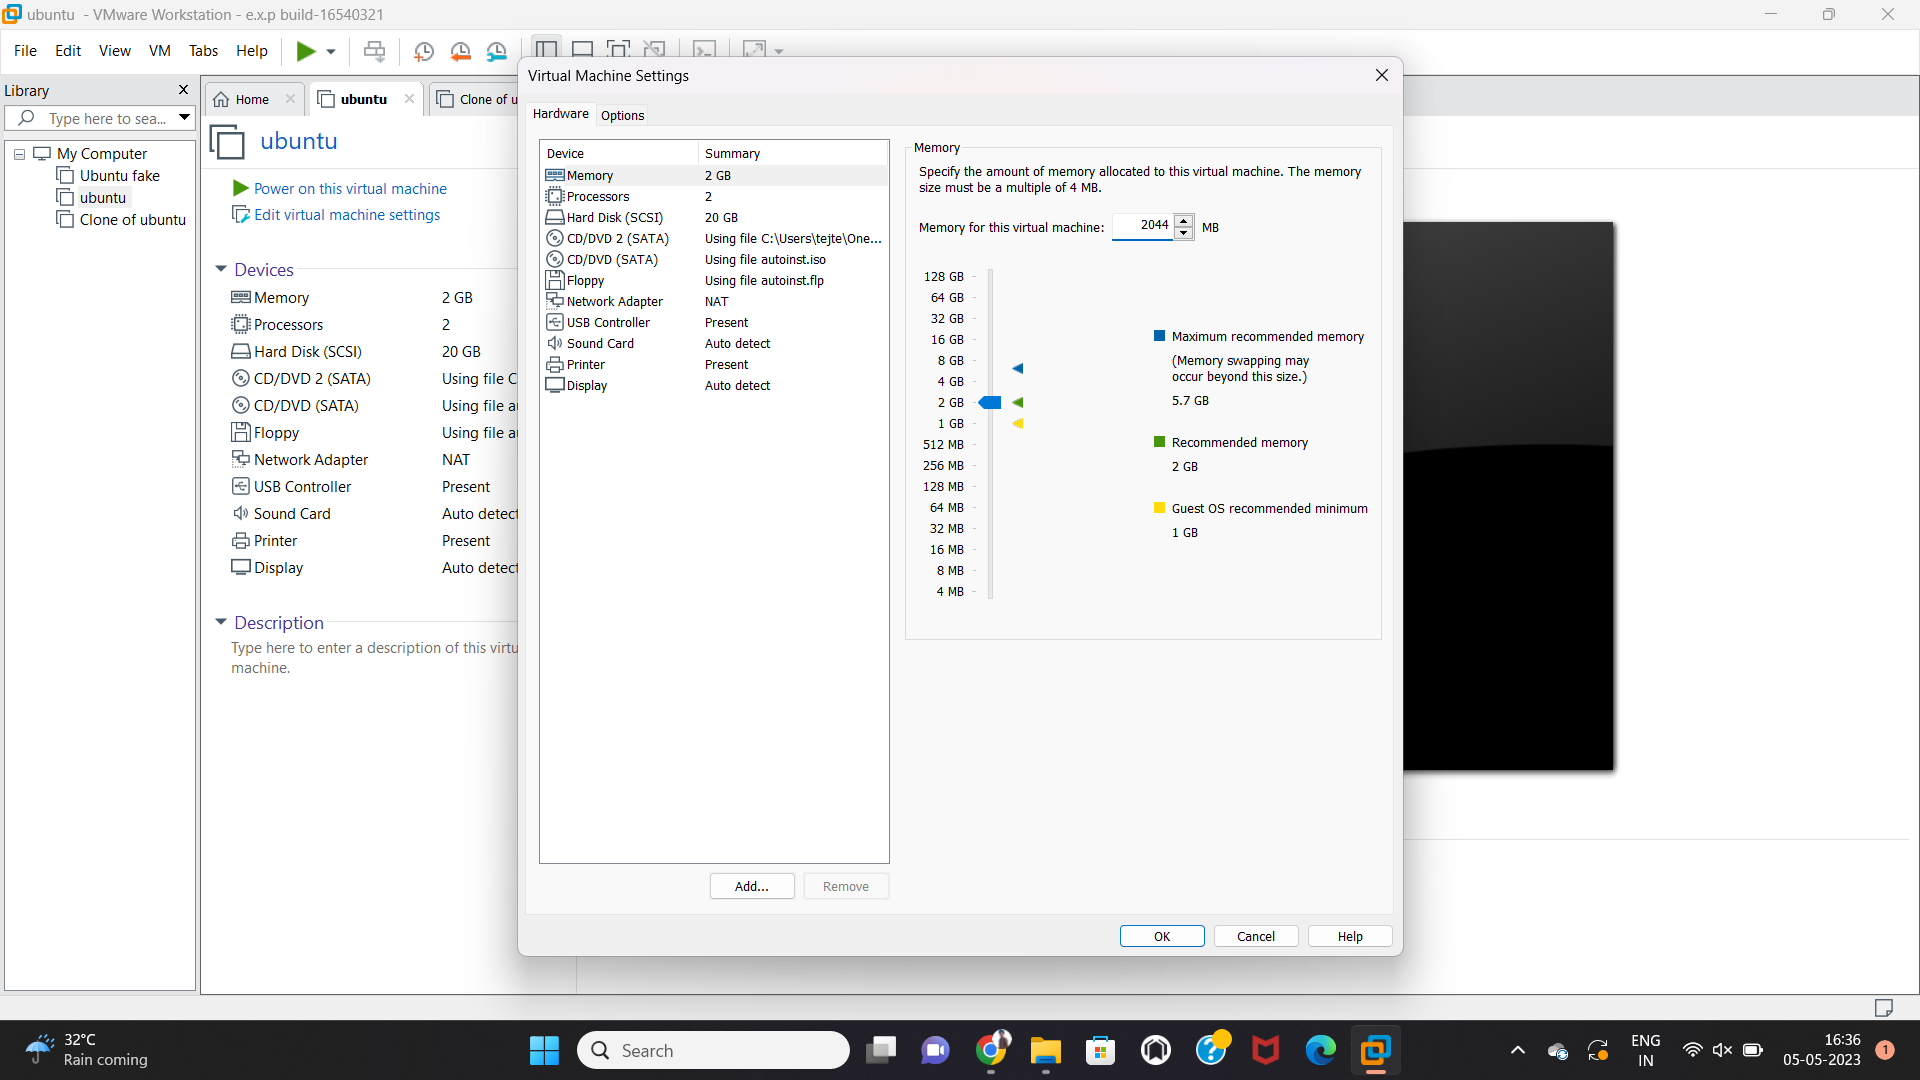 ubuntu - VMware Workstation - e.x.p build-16540321
File Edit View VM Tabs Help
Library
Type here to sea...
My Computer
Ubuntu fake
ubuntu
Clone of ubuntu
Home
ubuntu
Clone of u
ubuntu
Power on this virtual machine
Edit virtual machine settings
Devices
Memory 2 GB
Processors 2
Hard Disk (SCSI) 20 GB
CD/DVD 2 (SATA) Using file C
CD/DVD (SATA) Using file a
Floppy Using file a
Network Adapter NAT
USB Controller Present
Sound Card Auto detect
Printer Present
Display Auto detect
Description
Type here to enter a description of this virtu
machine.
Virtual Machine Settings
Hardware Options
Device Summary
Memory 2 GB
Processors 2
Hard Disk (SCSI) 20 GB
CD/DVD 2 (SATA) Using file C:\Users\tejte\One...
CD/DVD (SATA) Using file autoinst.iso
Floppy Using file autoinst.flp
Network Adapter NAT
USB Controller Present
Sound Card Auto detect
Printer Present
Display Auto detect
Add... Remove
Memory
Specify the amount of memory allocated to this virtual machine. The memory
size must be a multiple of 4 MB.
Memory for this virtual machine: 2044 MB
128 GB
64 GB
32 GB
16 GB
8 GB
4 GB
2 GB
1 GB
512 MB
256 MB
128 MB
64 MB
32 MB
16 MB
8 MB
4 MB
Maximum recommended memory
(Memory swapping may
occur beyond this size.)
5.7 GB
Recommended memory
2 GB
Guest OS recommended minimum
1 GB
OK Cancel Help
32°C
Rain coming
Search
ENG
IN
16:36
05-05-2023
1